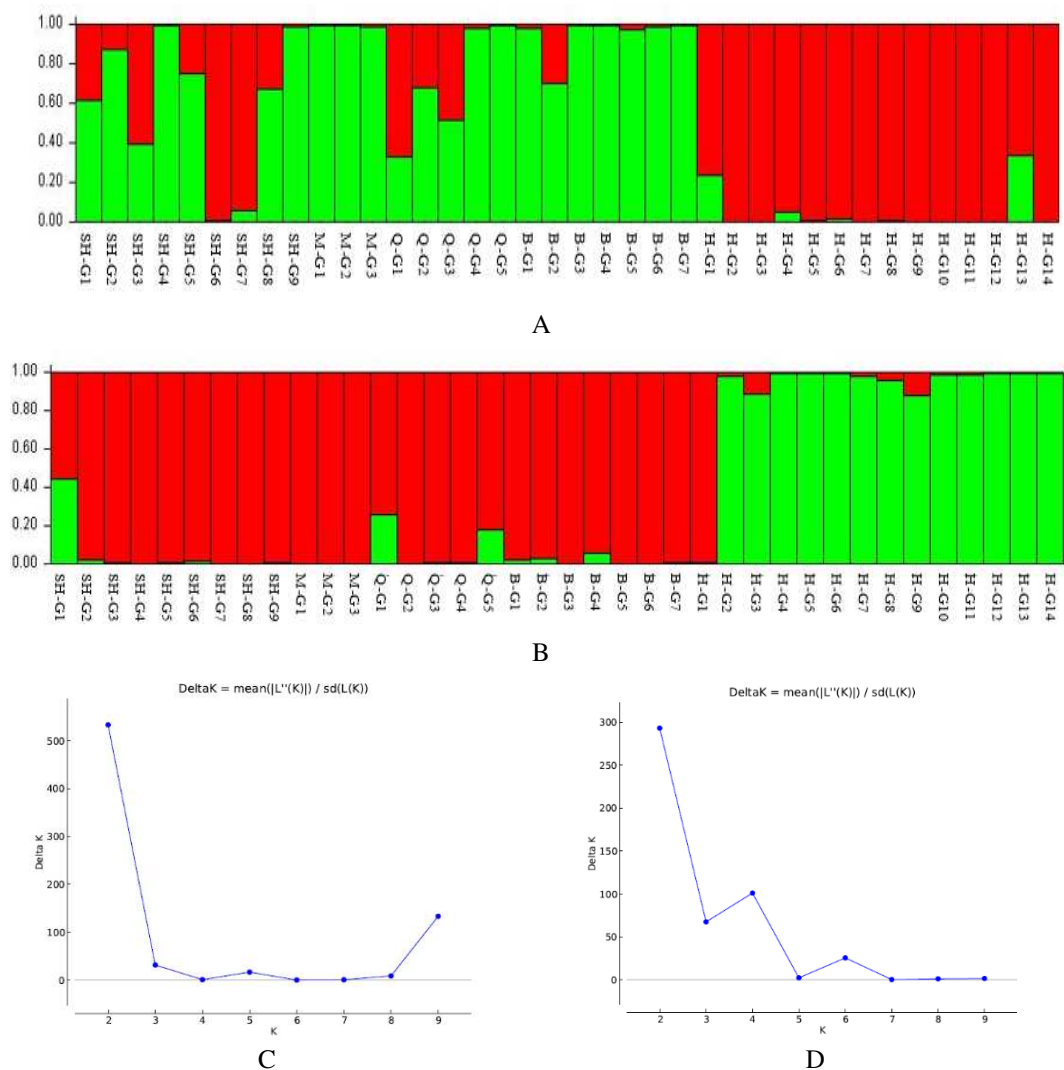 1.00
0.80
0.60
0.40
0.20
0.00
SH-G1 SH-G2 SH-G3 SH-G4 SH-G5 SH-G6 SH-G7 SH-G8 SH-G9 M-G1 M-G2 M-G3 Q-G1 Q-G2 Q-G3 Q-G4 Q-G5 B-G1 B-G2 B-G3 B-G4 B-G5 B-G6 B-G7 H-G1 H-G2 H-G3 H-G4 H-G5 H-G6 H-G7 H-G8 H-G9 H-G10 H-G11 H-G12 H-G13 H-G14
A
1.00
0.80
0.60
0.40
0.20
0.00
SH-G1 SH-G2 SH-G3 SH-G4 SH-G5 SH-G6 SH-G7 SH-G8 SH-G9 M-G1 M-G2 M-G3 Q-G1 Q-G2 Q-G3 Q-G4 Q-G5 B-G1 B-G2 B-G3 B-G4 B-G5 B-G6 B-G7 H-G1 H-G2 H-G3 H-G4 H-G5 H-G6 H-G7 H-G8 H-G9 H-G10 H-G11 H-G12 H-G13 H-G14
B
DeltaK = mean(|L''(K)|) / sd(L(K))
500
400
300
200
100
0
Delta K
2 3 4 5 6 7 8 9
K
C
DeltaK = mean(|L''(K)|) / sd(L(K))
300
250
200
150
100
50
0
Delta K
2 3 4 5 6 7 8 9
K
D